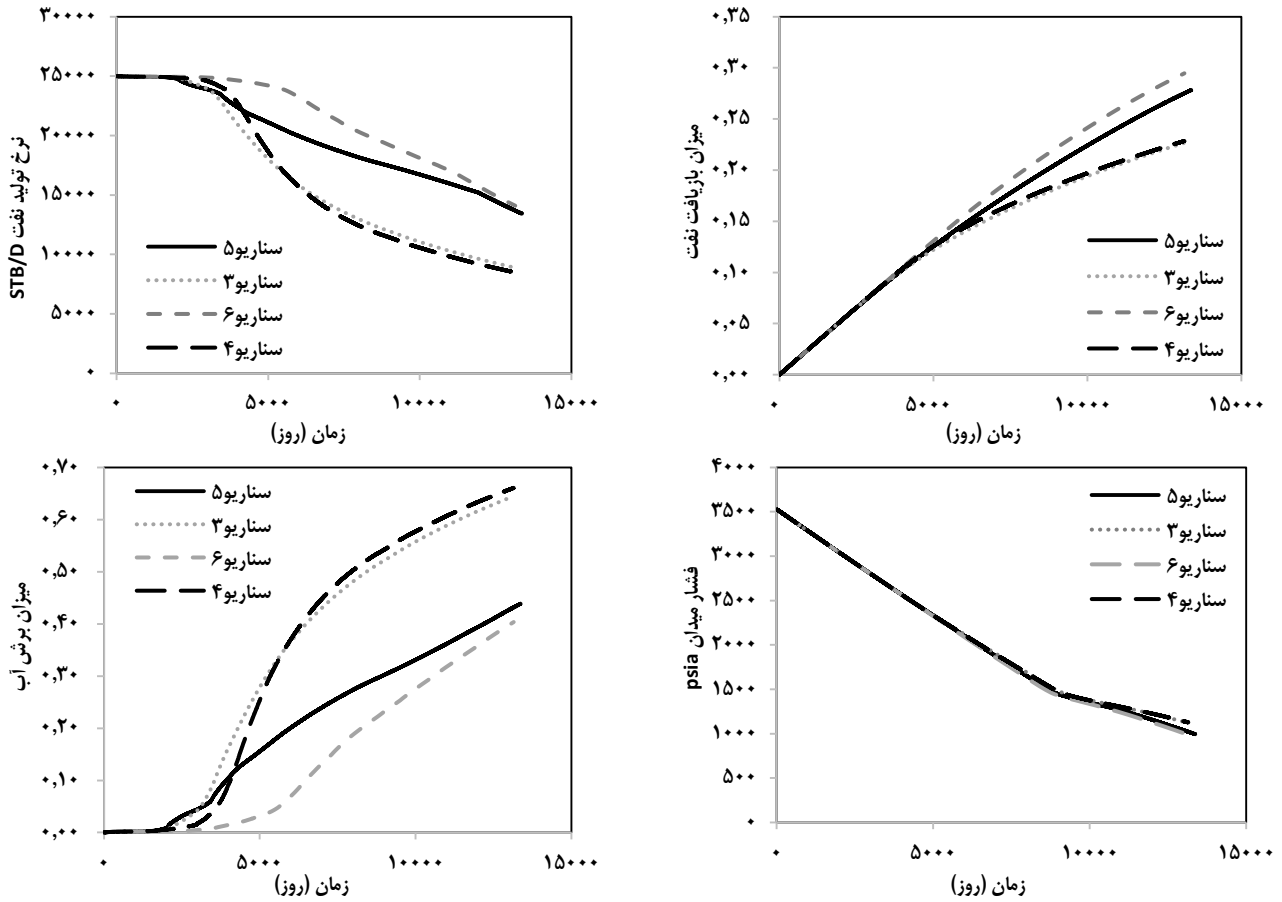 ۳۰۰۰۰
۲۵۰۰۰
۲۰۰۰۰
۱۵۰۰۰
۱۰۰۰۰
۵۰۰۰
۰
نرخ تولید نفت STB/D
سناریو۵
سناریو۳
سناریو۶
سناریو۴
۰
۵۰۰۰
۱۰۰۰۰
۱۵۰۰۰
زمان (روز)
۰,۳۵
۰,۳۰
۰,۲۵
۰,۲۰
۰,۱۵
۰,۱۰
۰,۰۵
۰,۰۰
میزان بازیافت نفت
سناریو۵
سناریو۳
سناریو۶
سناریو۴
۰
۵۰۰۰
۱۰۰۰۰
۱۵۰۰۰
زمان (روز)
۰,۷۰
۰,۶۰
۰,۵۰
۰,۴۰
۰,۳۰
۰,۲۰
۰,۱۰
۰,۰۰
میزان برش آب
سناریو۵
سناریو۳
سناریو۶
سناریو۴
۰
۵۰۰۰
۱۰۰۰۰
۱۵۰۰۰
زمان (روز)
۴۰۰۰
۳۵۰۰
۳۰۰۰
۲۵۰۰
۲۰۰۰
۱۵۰۰
۱۰۰۰
۵۰۰
۰
فشار میدان psia
سناریو۵
سناریو۳
سناریو۶
سناریو۴
۰
۵۰۰۰
۱۰۰۰۰
۱۵۰۰۰
زمان (روز)